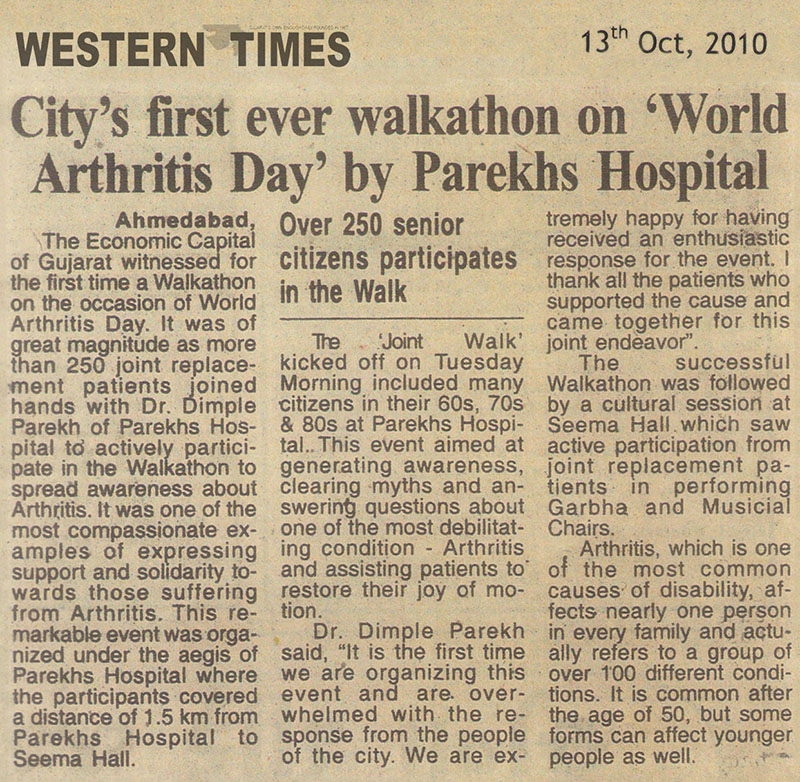 WESTERN TIMES
13th Oct, 2010
City's first ever walkathon on 'World
Arthritis Day' by Parekhs Hospital
Ahmedabad,
The Economic Capital
of Gujarat witnessed for
the first time a Walkathon
on the occasion of World
Arthritis Day. It was of
great magnitude as more
than 250 joint replace-
ment patients joined
hands with Dr. Dimple
Parekh of Parekhs Hos-
pital to actively partici-
pate in the Walkathon to
spread awareness about
Arthritis. It was one of the
most compassionate ex-
amples of expressing
support and solidarity to-
wards those suffering
from Arthritis. This re-
markable event was orga-
nized under the aegis of
Parekhs Hospital where
the participants covered
a distance of 1.5 km from
Parekhs Hospital to
Seema Hall.
Over 250 senior
citizens participates
in the Walk
The 'Joint Walk'
kicked off on Tuesday
Morning included many
citizens in their 60s, 70s
& 80s at Parekhs Hospi-
tal. This event aimed at
generating awareness,
clearing myths and an-
swering questions about
one of the most debilitat-
ing condition - Arthritis
and assisting patients to
restore their joy of mo-
tion.
Dr. Dimple Parekh
said, "It is the first time
we are organizing this
event and are over-
whelmed with the re-
sponse from the people
of the city. We are ex-
tremely happy for having
received an enthusiastic
response for the event. I
thank all the patients who
supported the cause and
came together for this
joint endeavor".
The successful
Walkathon was followed
by a cultural session at
Seema Hall which saw
active participation from
joint replacement pa-
tients in performing
Garbha and Musicial
Chairs.
Arthritis, which is one
of the most common
causes of disability, af-
fects nearly one person
in every family and actu-
ally refers to a group of
over 100 different condi-
tions. It is common after
the age of 50, but some
forms can affect younger
people as well.